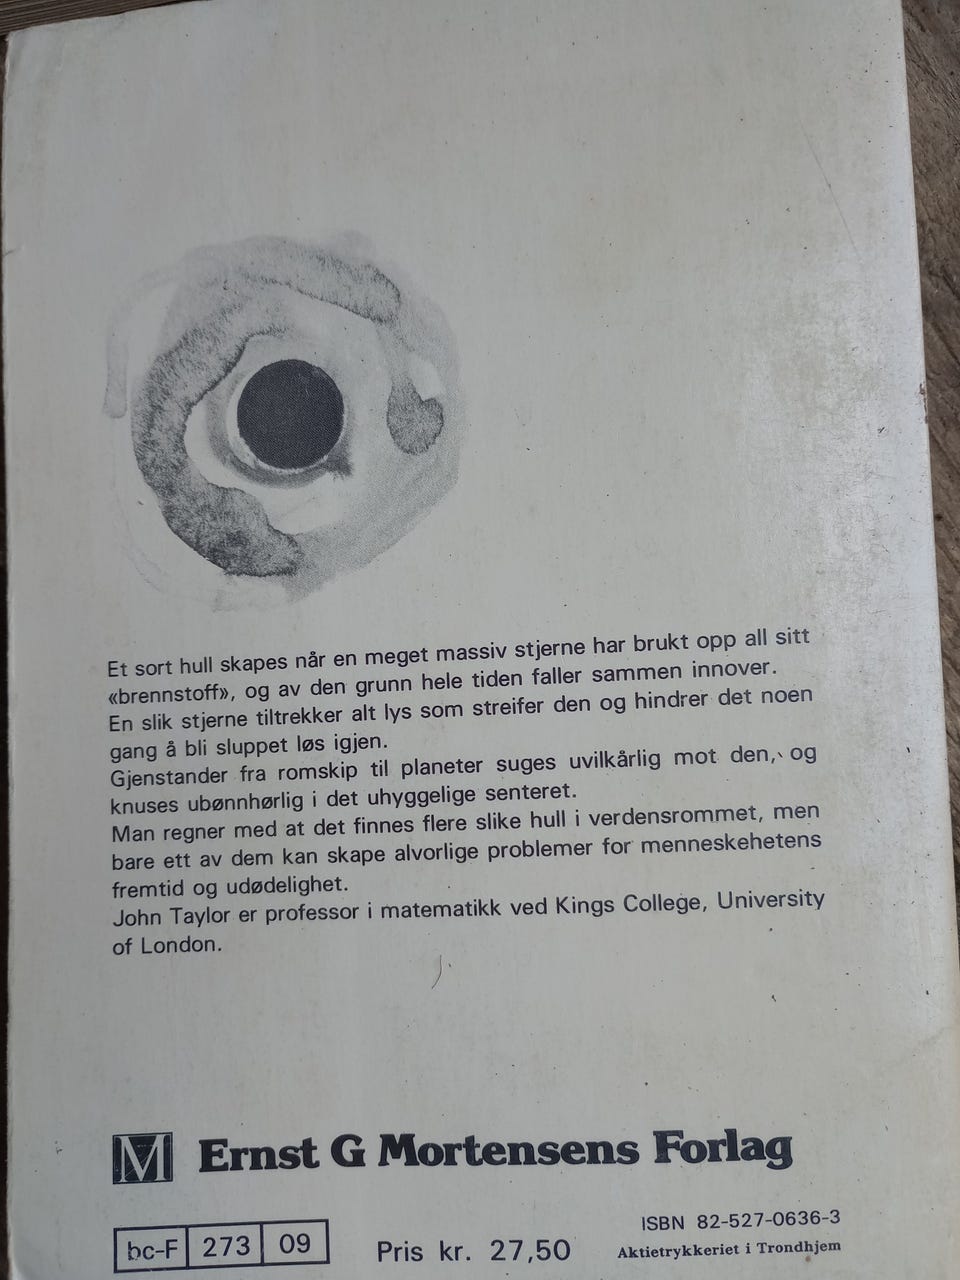 Et sort hull skapes når en meget massiv stjerne har brukt opp all sitt
«brennstoff», og av den grunn hele tiden faller sammen innover.
En slik stjerne tiltrekker alt lys som streifer den og hindrer det noen
gang å bli sluppet løs igjen.
Gjenstander fra romskip til planeter suges uvilkårlig mot den, og
knuses ubønnhørlig i det uhyggelige senteret.
Man regner med at det finnes flere slike hull i verdensrommet, men
bare ett av dem kan skape alvorlige problemer for menneskehetens
fremtid og udødelighet.
John Taylor er professor i matematikk ved Kings College, University
of London.
M Ernst G Mortensens Forlag
bc-F 273 09
Pris kr. 27,50
ISBN 82-527-0636-3
Aktietrykkeriet i Trondhjem